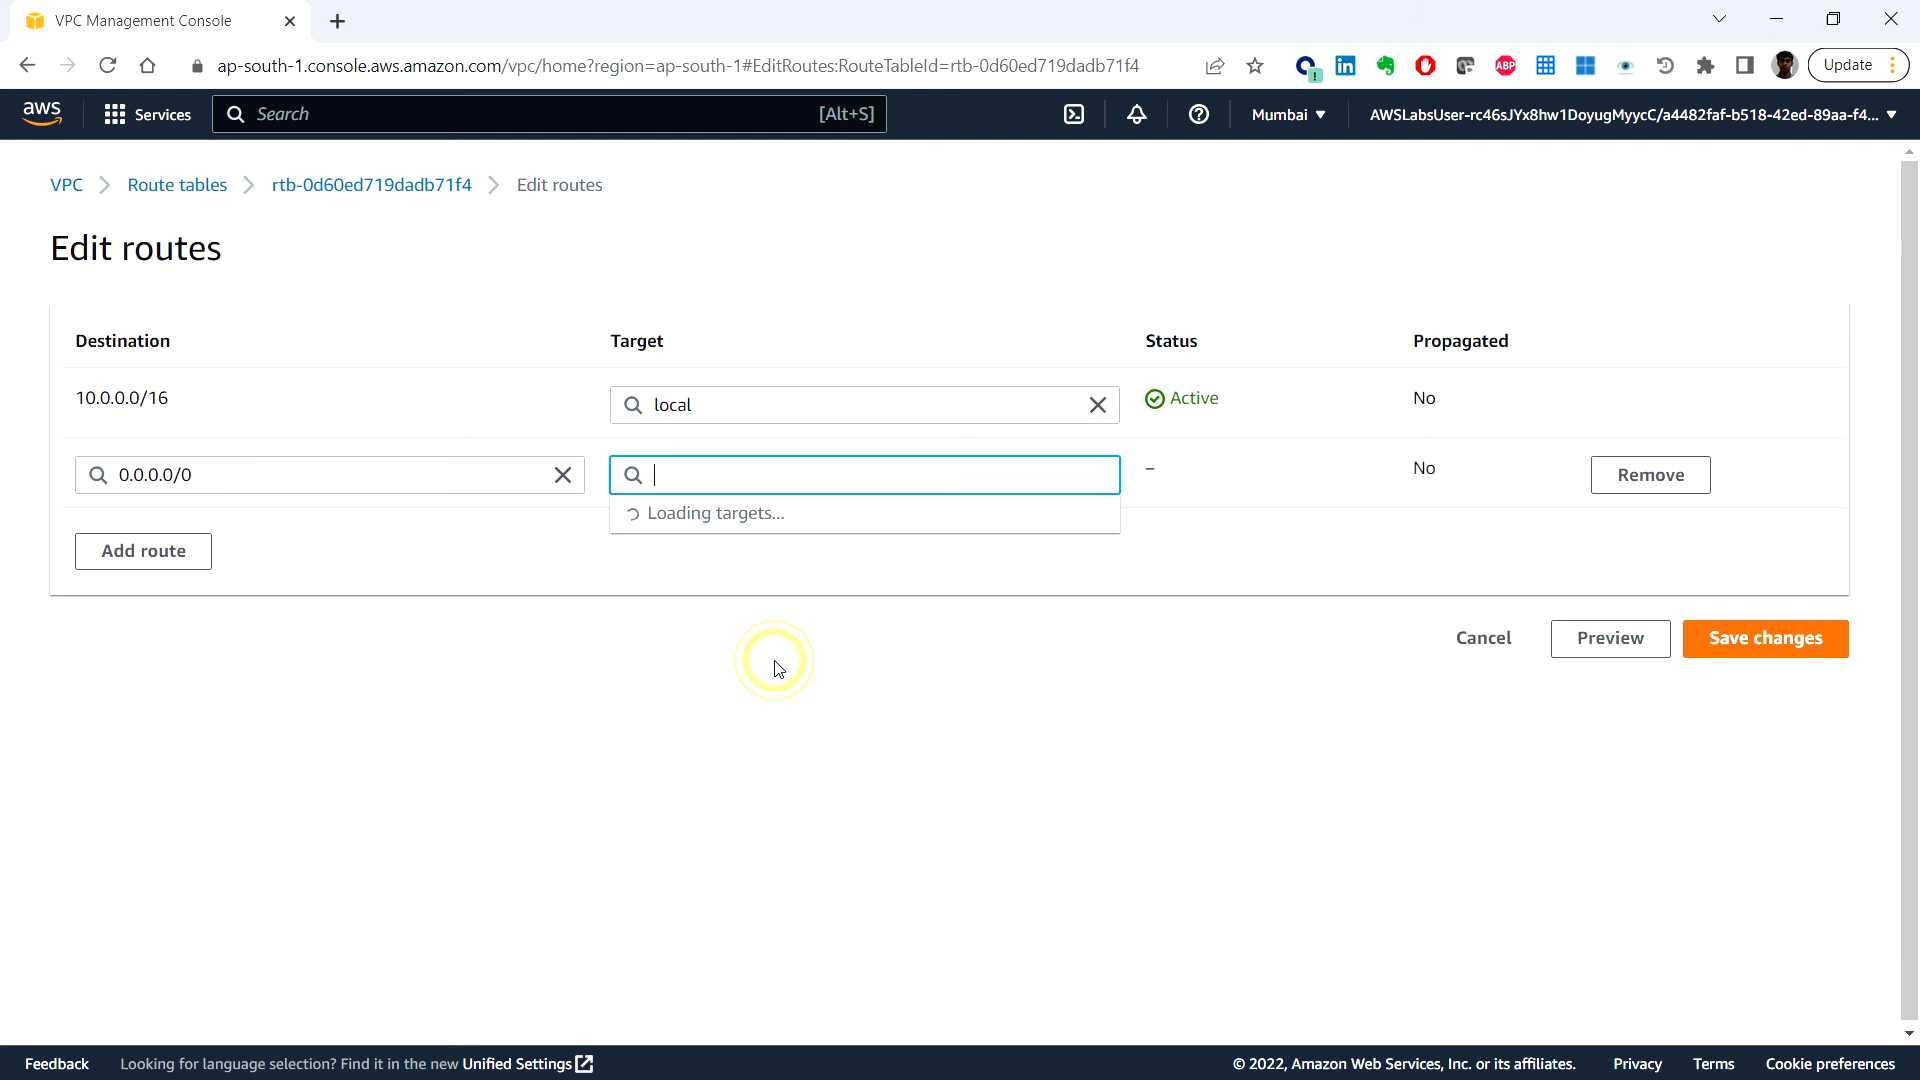 VPC Management Console
ap-south-1.console.aws.amazon.com/vpc/home?region=ap-south-1#EditRoutes:RouteTableId=rtb-0d60ed719dadb71f4
ABP
Update
aws
Services
Search
[Alt+S]
Mumbai
AWSLabsUser-rc46sJYx8hw1DoyugMyycC/a4482faf-b518-42ed-89aa-f4...
VPC
Route tables
rtb-0d60ed719dadb71f4
Edit routes
Edit routes
Destination
Target
Status
Propagated
10.0.0.0/16
local
Active
No
0.0.0.0/0
–
No
Remove
Loading targets...
Add route
Cancel
Preview
Save changes
Feedback
Looking for language selection? Find it in the new Unified Settings
© 2022, Amazon Web Services, Inc. or its affiliates.
Privacy
Terms
Cookie preferences